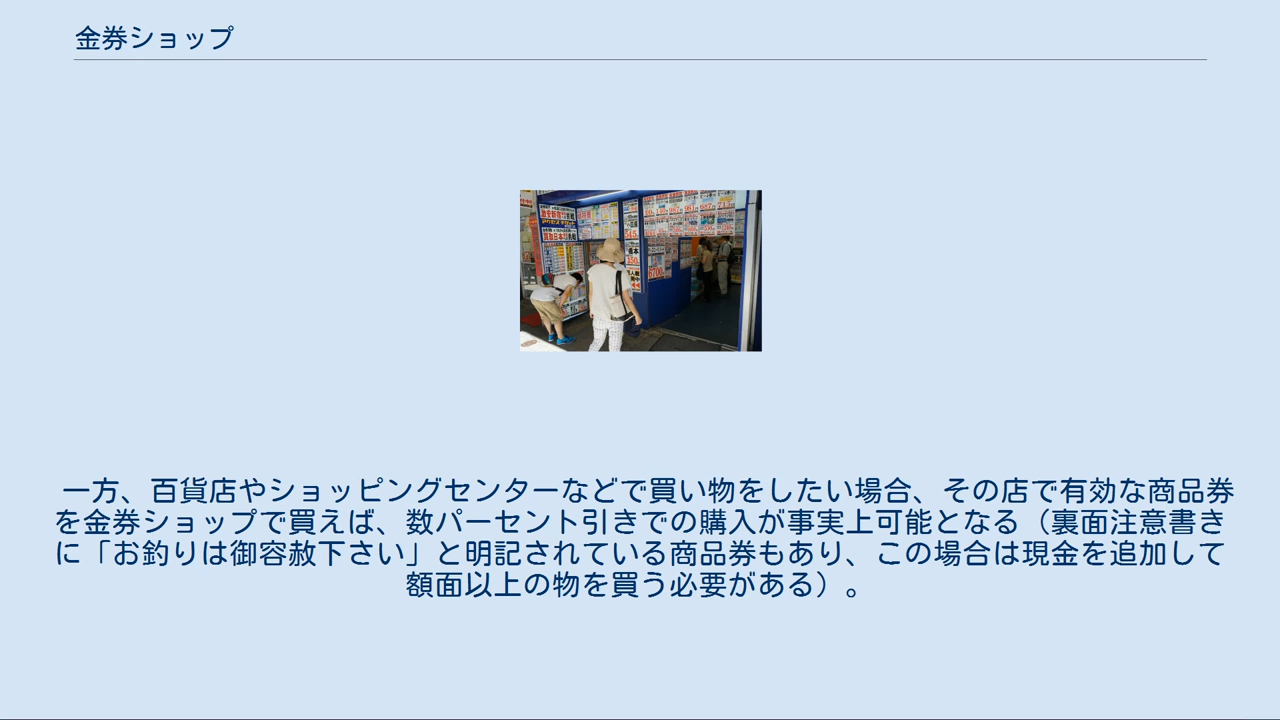 金券ショップ
一方、百貨店やショッピングセンターなどで買い物をしたい場合、その店で有効な商品券
を金券ショップで買えば、数パーセント引きでの購入が事実上可能となる（裏面注意書き
に「お釣りは御容赦下さい」と明記されている商品券もあり、この場合は現金を追加して
額面以上の物を買う必要がある）。